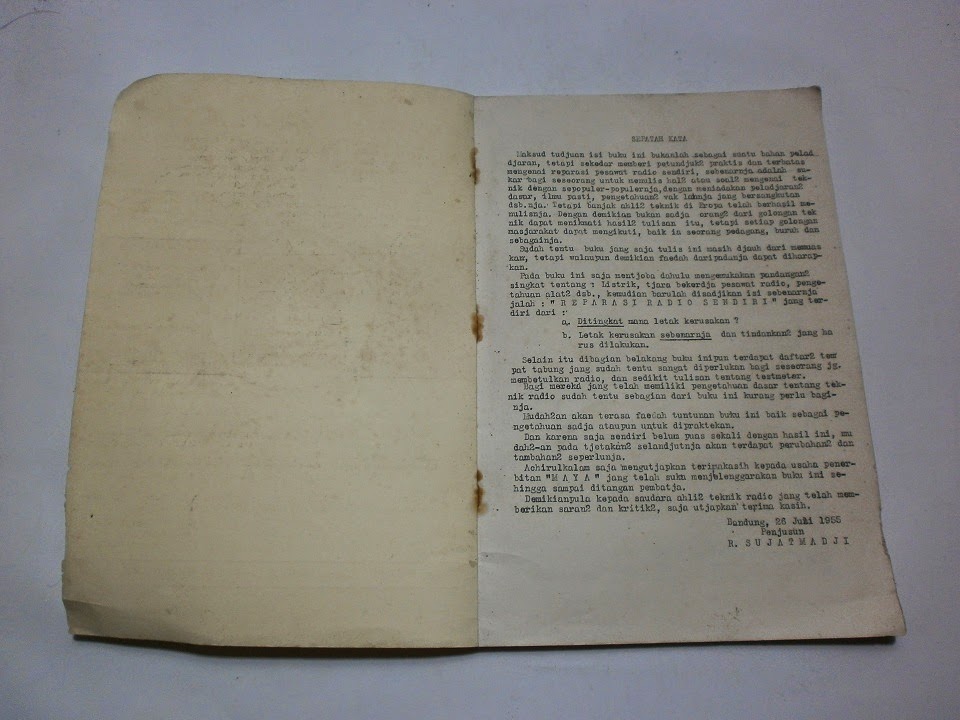 SEPATAH KATA
Maksud tudjuan isi buku ini bukanlah sebagai suatu bahan pelad
djaran, tetapi sekedar memberi petundjuk2 praktis dan terbatas
mengenai reparasi pesawat radio sendiri, sebenarnja adalah su-
kar bagi seseorang untuk menulis hal2 atau soal2 mengenai tek-
nik dengan sepopuler-populernja,dengan meniadakan peladjaran2
dasar, ilmu pasti, pengetahuan2 vak lainnja jang bersangkutan
dsb.nja. Tetapi banjak ahli2 teknik di Eropa telah berhasil me-
nulisnja. Dengan demikian bukan sadja orang2 dari golongan tek
nik dapat menikmati hasil2 tulisan itu, tetapi setiap golongan
masjarakat dapat mengikuti, baik ia seorang pedagang, buruh dan
sebagainja.
Sudah tentu buku jang saja tulis ini masih djauh dari memuas
kan, tetapi walaupun demikian faedah daripadanja dapat diharap-
kan.
Pada buku ini saja mentjoba dahulu mengemukakan pandangan2
singkat tentang : Listrik, tjara bekerdja pesawat radio, penge-
tahuan alat2 dsb., kemudian barulah disadjikan isi sebenarnja
jalah : " R E P A R A S I R A D I O S E N D I R I " jang ter-
diri dari :
a. Ditingkat mana letak kerusakan ?
b. Letak kerusakan sebenarnja dan tindakan2 jang ha
rus dilakukan.
Selain itu dibagian belakang buku inipun terdapat daftar2 tem
pat tabung jang sudah tentu sangat diperlukan bagi seseorang jg.
membetulkan radio, dan sedikit tulisan tentang testmeter.
Bagi mereka jang telah memiliki pengetahuan dasar tentang tek-
nik radio sudah tentu sebagian dari buku ini kurang perlu bagi-
nja.
Mudah2an akan terasa faedah tuntunan buku ini baik sebagai pe-
ngetahuan sadja ataupun untuk dipraktekan.
Dan karena saja sendiri belum puas sekali dengan hasil ini, mu
dah2-an pada tjetakan2 selandjutnja akan terdapat perubahan2 dan
tambahan2 seperlunja.
Achirulkalam saja mengutjapkan terimakasih kepada usaha pener-
bitan "M A Y A" jang telah sukn menjelenggarakan buku ini se-
hingga sampai ditangan pembatja.
Demikianpula kepada saudara ahli2 teknik radio jang telah mem-
berikan saran2 dan kritik2, saja utjapkan terima kasih.
Bandung, 26 Juli 1955
Penjusun
R. S U J A T M A D J I